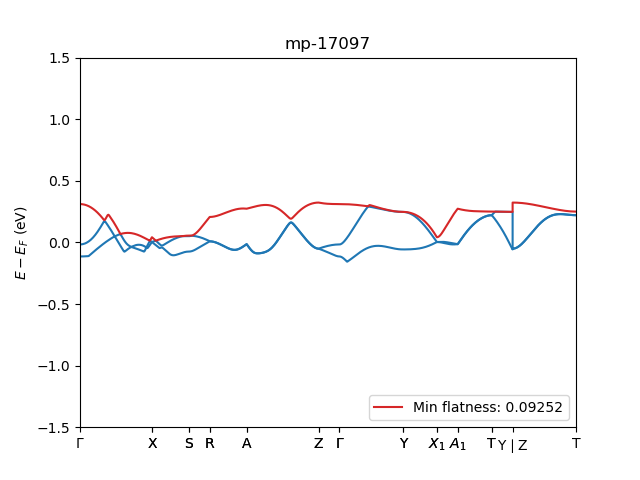 mp-17097
E − E_F (eV)
1.5
1.0
0.5
0.0
−0.5
−1.0
−1.5
Min flatness: 0.09252
Γ X S R A Z Γ Y X₁ A₁ T Y | Z T